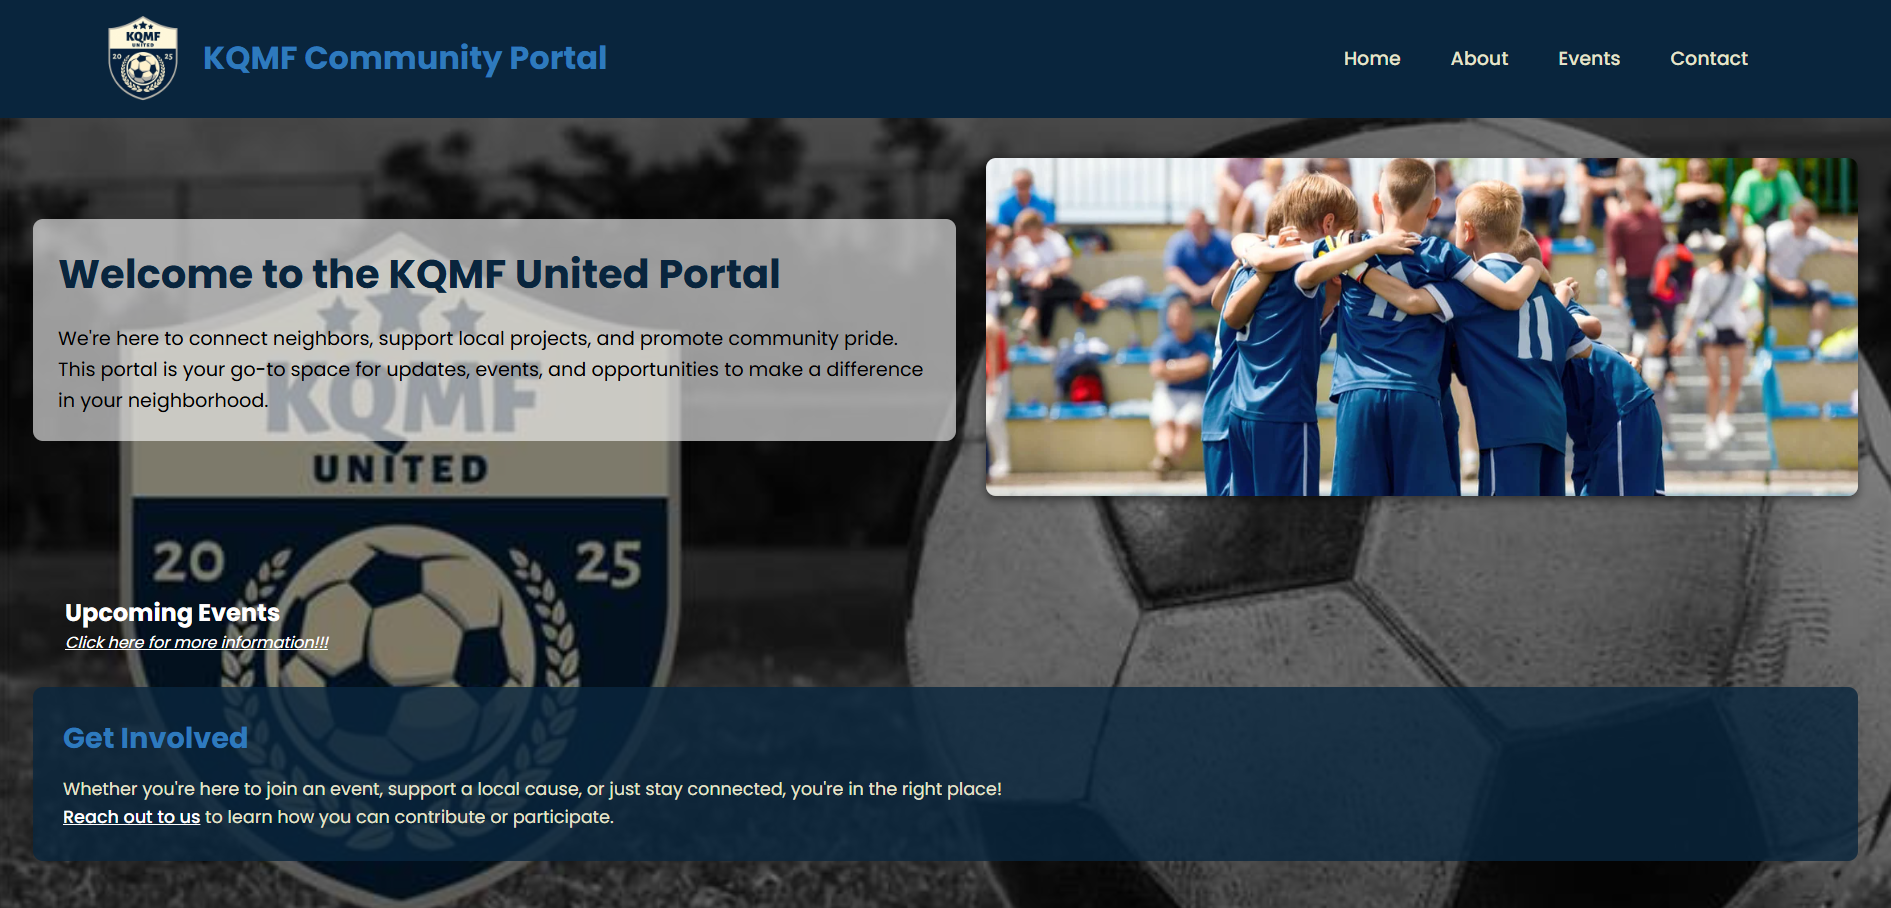 KQMF
UNITED
20 25
KQMF Community Portal
Home About Events Contact
Welcome to the KQMF United Portal
We're here to connect neighbors, support local projects, and promote community pride.
This portal is your go-to space for updates, events, and opportunities to make a difference
in your neighborhood.
KQMF
UNITED
20 25
11
Upcoming Events
Click here for more information!!!
Get Involved
Whether you're here to join an event, support a local cause, or just stay connected, you're in the right place!
Reach out to us to learn how you can contribute or participate.